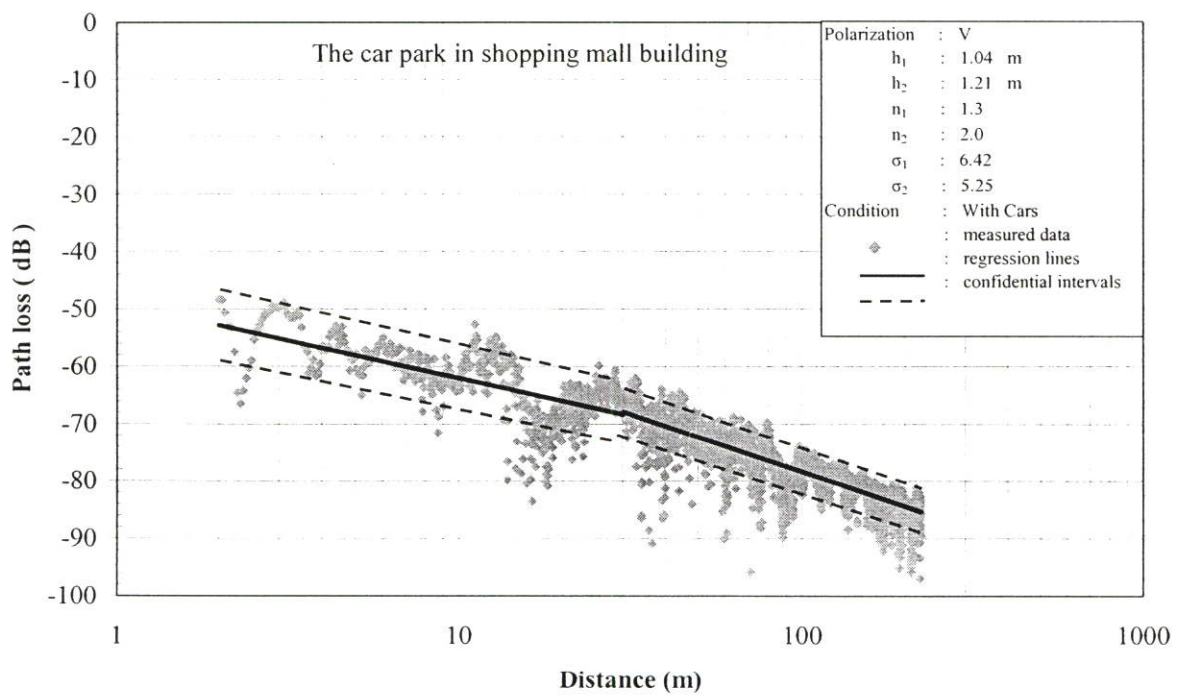 The car park in shopping mall building
Polarization : V
h₁ : 1.04 m
h₂ : 1.21 m
n₁ : 1.3
n₂ : 2.0
σ₁ : 6.42
σ₂ : 5.25
Condition : With Cars
: measured data
: regression lines
: confidential intervals
Path loss ( dB )
0
-10
-20
-30
-40
-50
-60
-70
-80
-90
-100
1 10 100 1000
Distance (m)